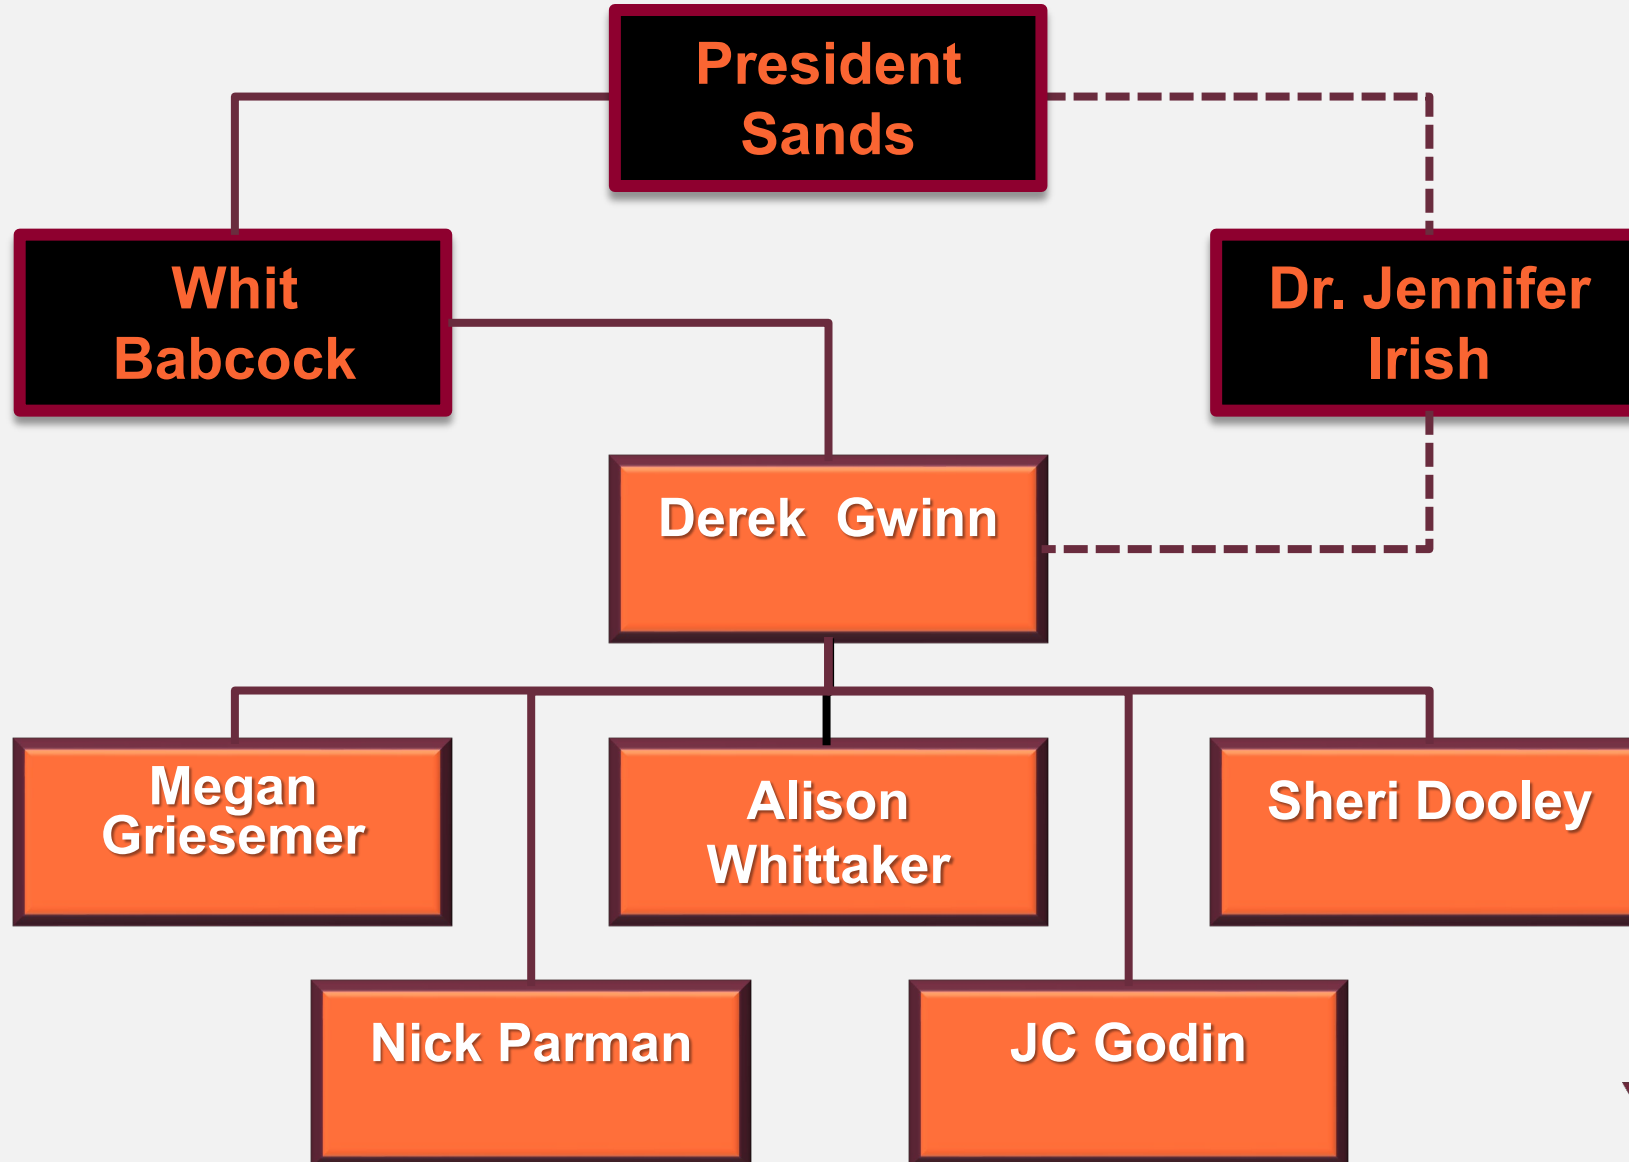 President
Sands
Whit
Babcock
Dr. Jennifer
Irish
Derek  Gwinn
Megan
Griesemer
Alison
Whittaker
Sheri Dooley
Nick Parman
JC Godin